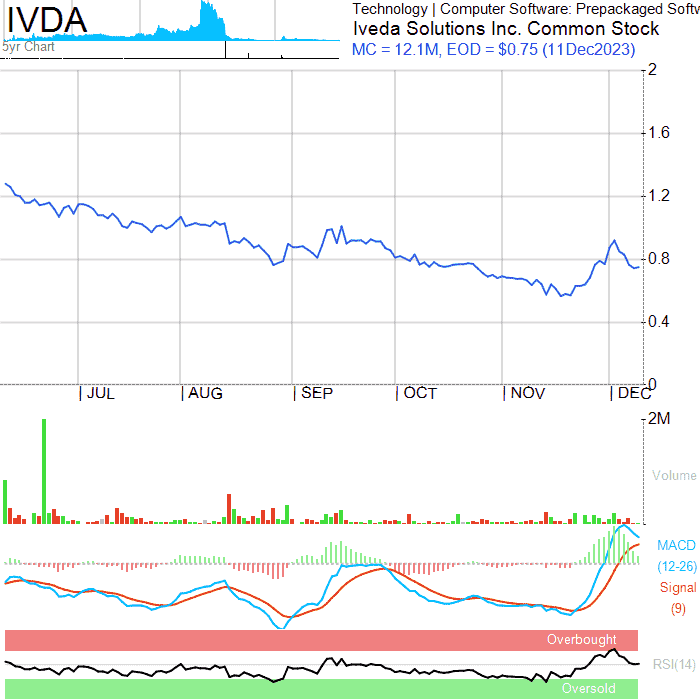 IVDA
5yr Chart
Technology | Computer Software: Prepackaged Softw
Iveda Solutions Inc. Common Stock
MC = 12.1M, EOD = $0.75 (11Dec2023)
2
1.6
1.2
0.8
0.4
0
| JUL | AUG | SEP | OCT | NOV | DEC
2M
Volume
MACD
(12-26)
Signal
(9)
Overbought
RSI(14)
Oversold